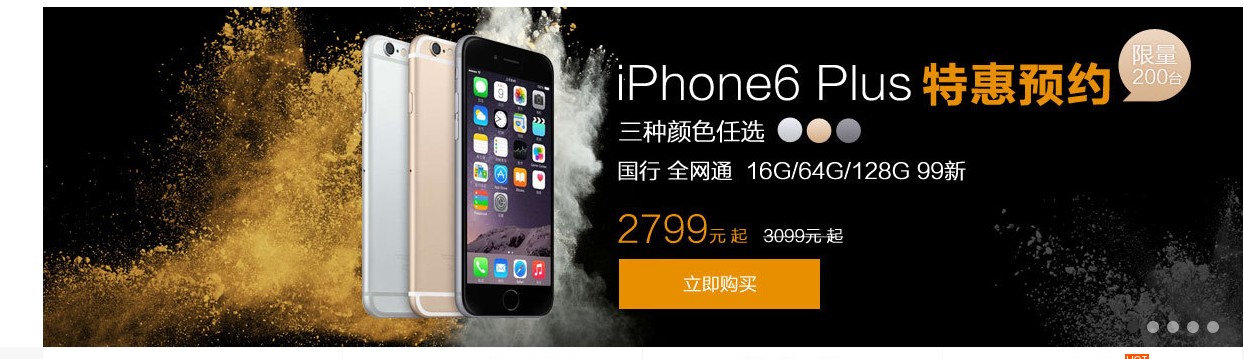 iPhone6 Plus 特惠预约
限量
200台
三种颜色任选
国行 全网通 16G/64G/128G 99新
2799元 起 3099元 起
立即购买
HOT